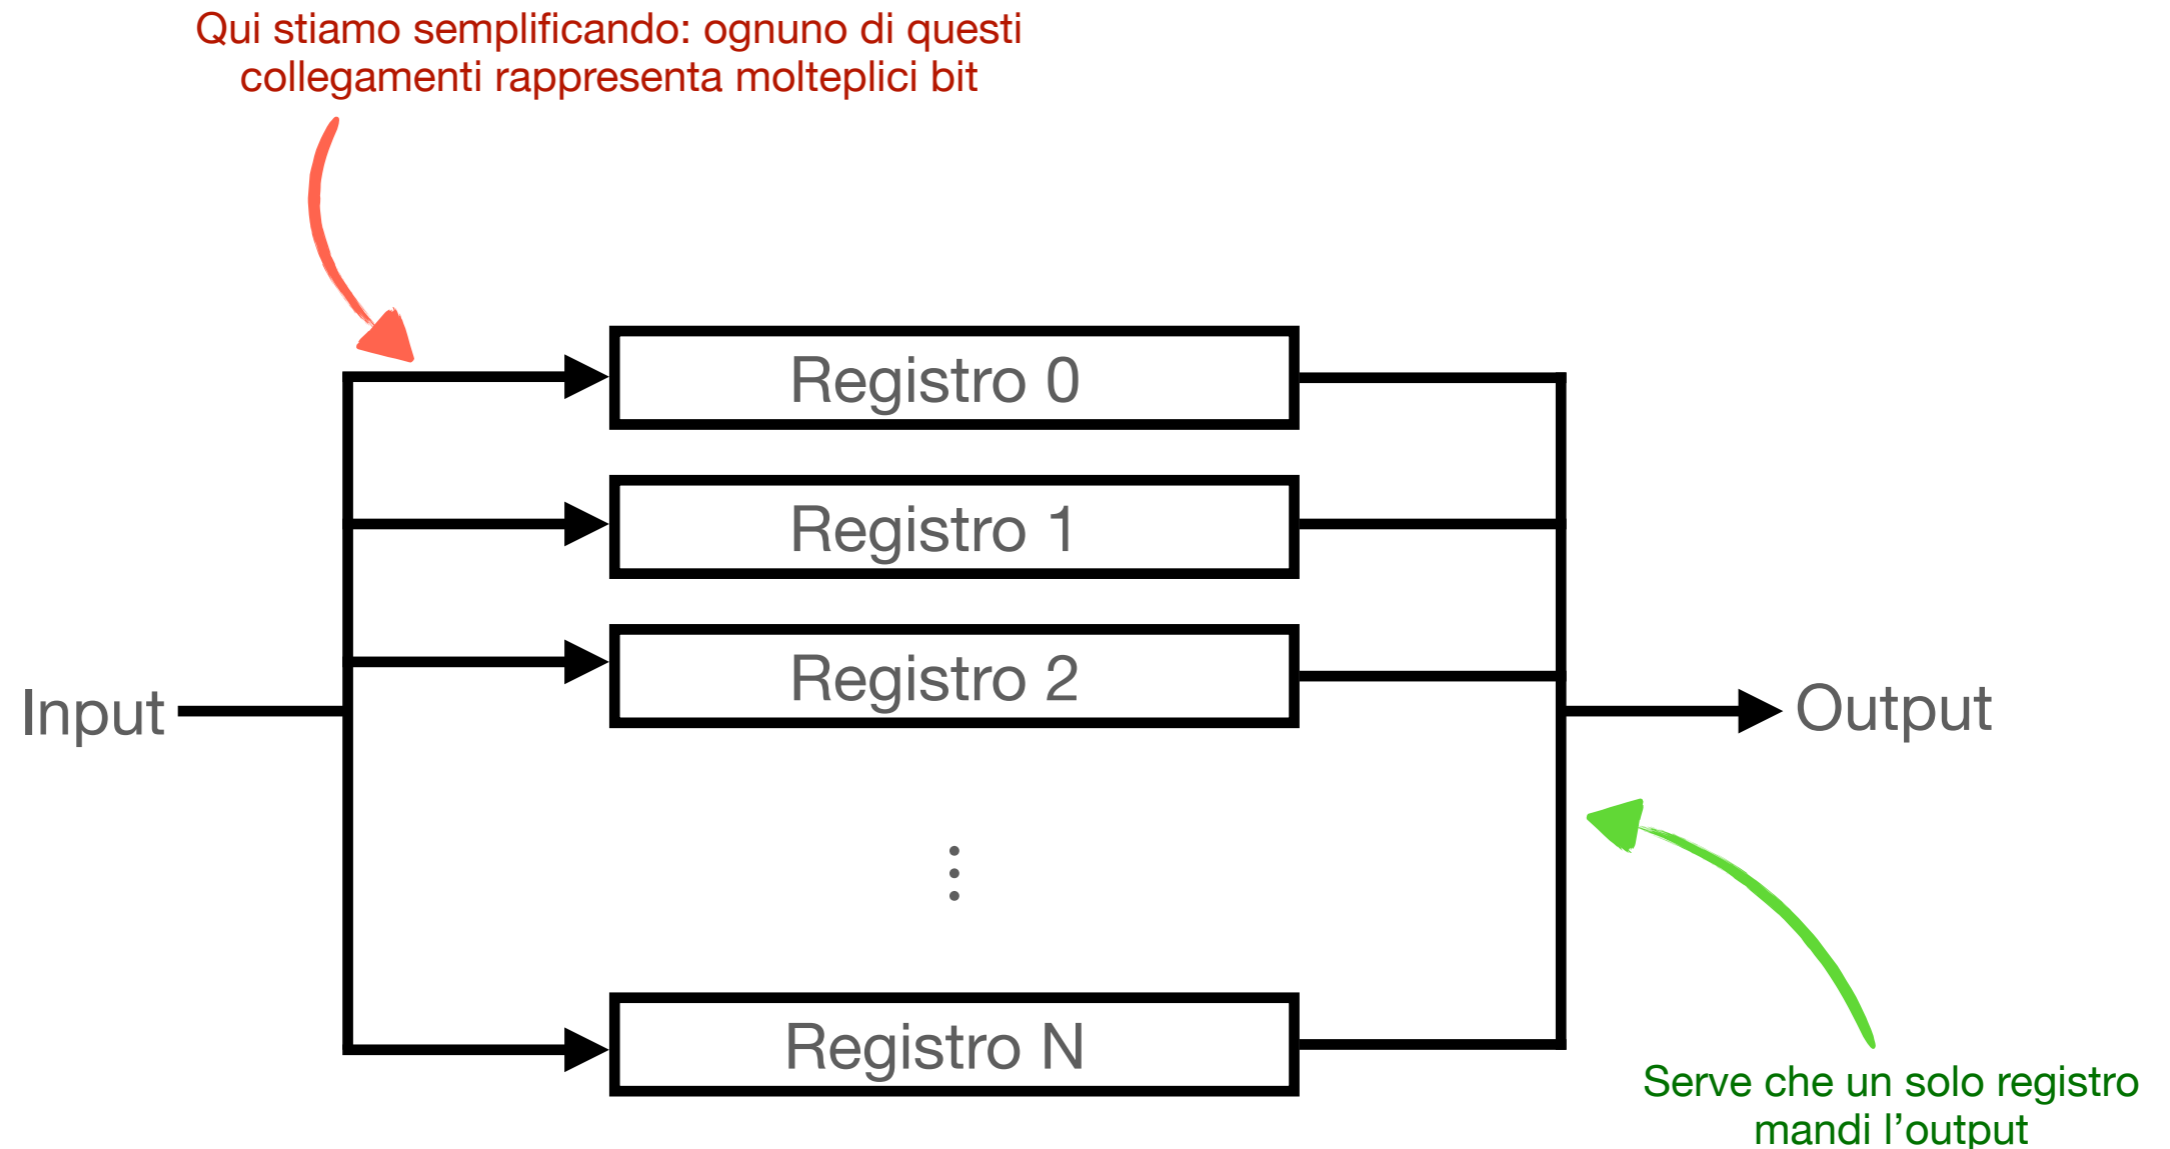 Qui stiamo semplificando: ognuno di questi
collegamenti rappresenta molteplici bit
Registro 0
Registro 1
Registro 2
Input
Output
⋮
Registro N
Serve che un solo registro
mandi l’output